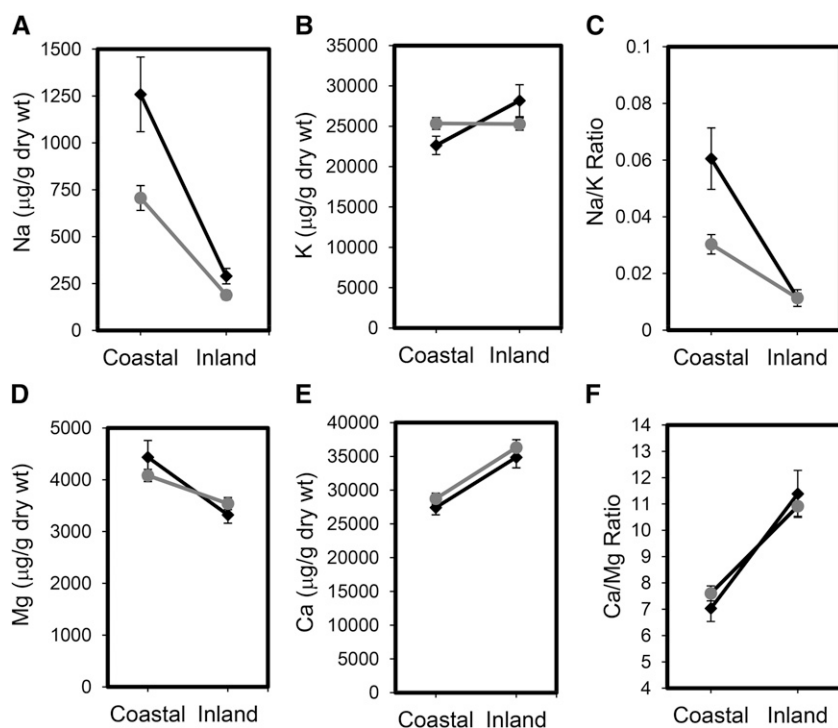 A
Na (µg/g dry wt)
1500
1250
1000
750
500
250
0
Coastal Inland
B
K (µg/g dry wt)
35000
30000
25000
20000
15000
10000
5000
0
Coastal Inland
C
Na/K Ratio
0.1
0.08
0.06
0.04
0.02
0
Coastal Inland
D
Mg (µg/g dry wt)
5000
4000
3000
2000
1000
0
Coastal Inland
E
Ca (µg/g dry wt)
40000
35000
30000
25000
20000
15000
10000
5000
0
Coastal Inland
F
Ca/Mg Ratio
14
13
12
11
10
9
8
7
6
5
4
Coastal Inland